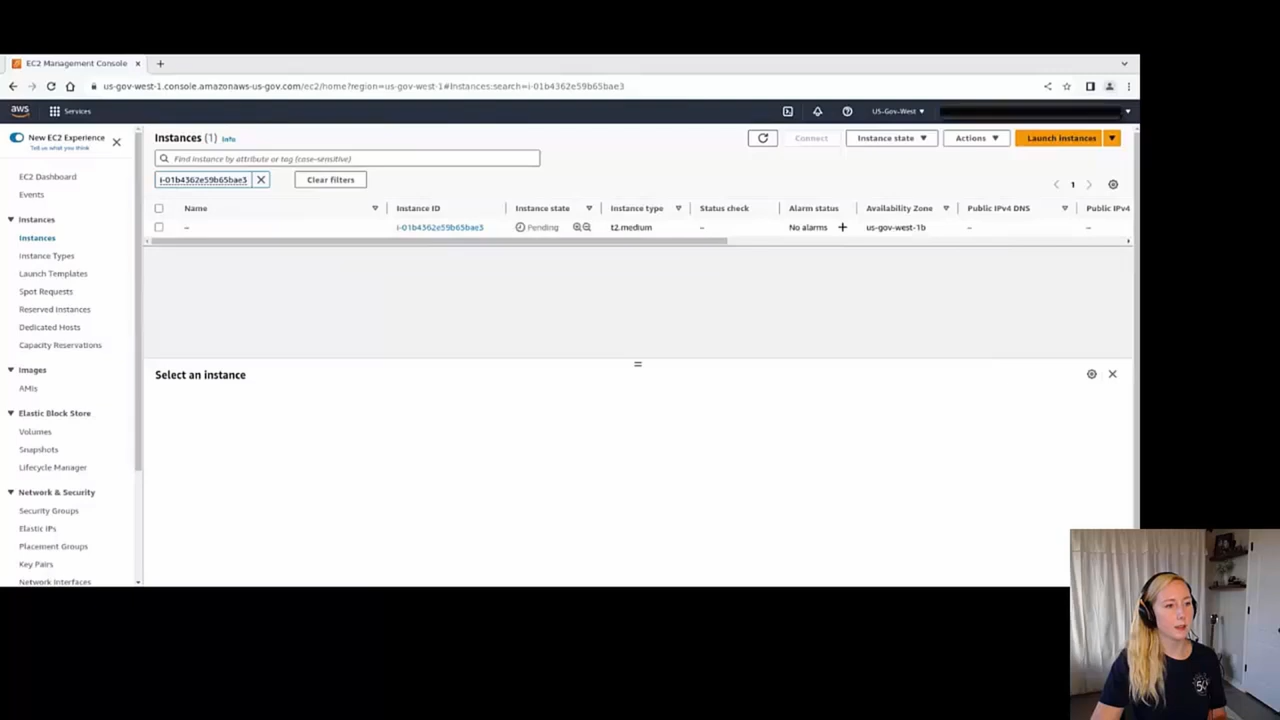 EC2 Management Console
us-gov-west-1.console.amazonaws-us-gov.com/ec2/home?region=us-gov-west-1#Instances:search=i-01b4362e59b65bae3
aws Services US-Gov-West
New EC2 Experience
Tell us what you think
EC2 Dashboard
Events
Instances
Instances
Instance Types
Launch Templates
Spot Requests
Reserved Instances
Dedicated Hosts
Capacity Reservations
Images
AMIs
Elastic Block Store
Volumes
Snapshots
Lifecycle Manager
Network & Security
Security Groups
Elastic IPs
Placement Groups
Key Pairs
Network Interfaces
Instances (1) Info
Connect Instance state Actions Launch instances
Find instance by attribute or tag (case-sensitive)
i-01b4362e59b65bae3 Clear filters
1
Name Instance ID Instance state Instance type Status check Alarm status Availability Zone Public IPv4 DNS Public IPv4
– i-01b4362e59b65bae3 Pending t2.medium – No alarms + us-gov-west-1b – –
Select an instance